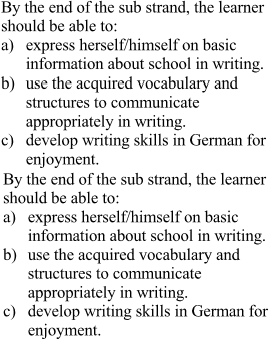 By the end of the sub strand, the learner
should be able to:
a) express herself/himself on basic
information about school in writing.
b) use the acquired vocabulary and
structures to communicate
appropriately in writing.
c) develop writing skills in German for
enjoyment.
By the end of the sub strand, the learner
should be able to:
a) express herself/himself on basic
information about school in writing.
b) use the acquired vocabulary and
structures to communicate
appropriately in writing.
c) develop writing skills in German for
enjoyment.